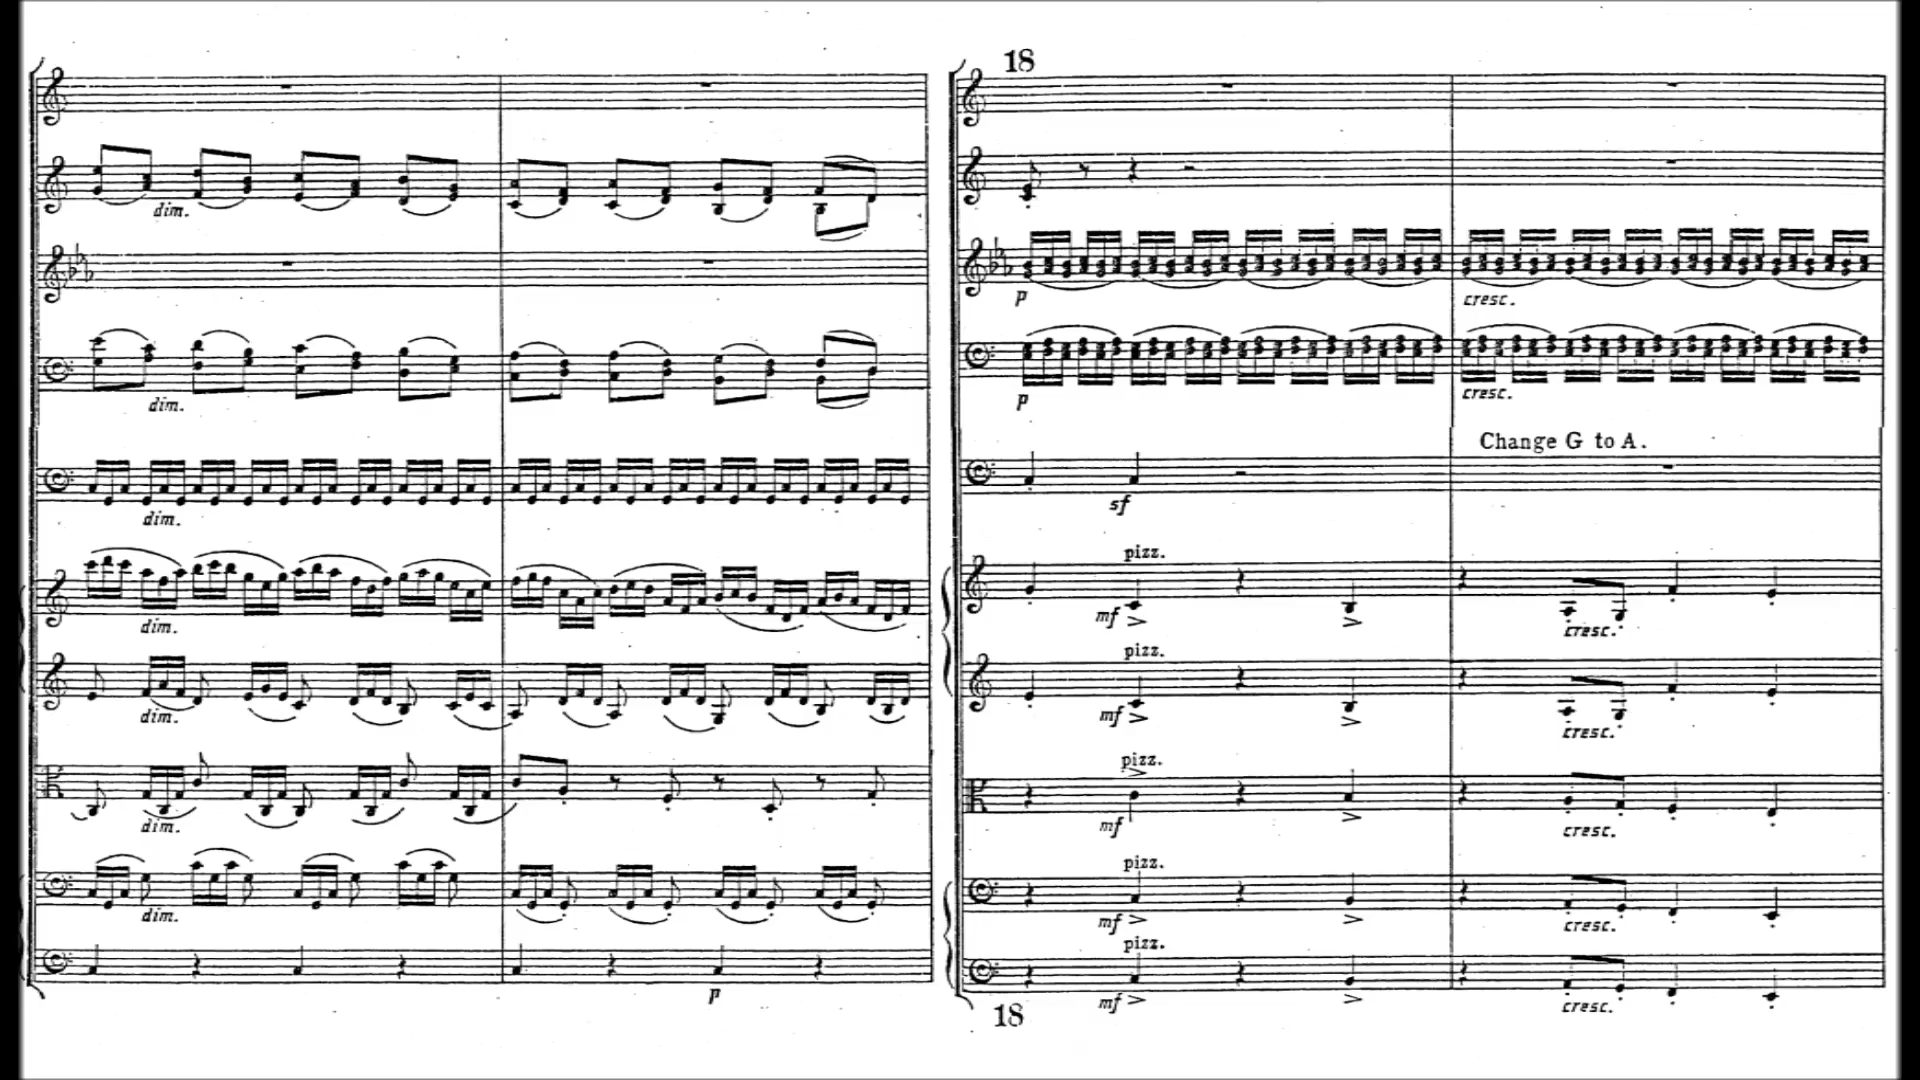 dim.
dim.
dim.
dim.
dim.
dim.
dim.
p
18
p
cresc.
p
cresc.
Change G to A.
sf
pizz.
mf
cresc.
pizz.
mf
cresc.
pizz.
mf
cresc.
pizz.
mf
cresc.
pizz.
mf
cresc.
18